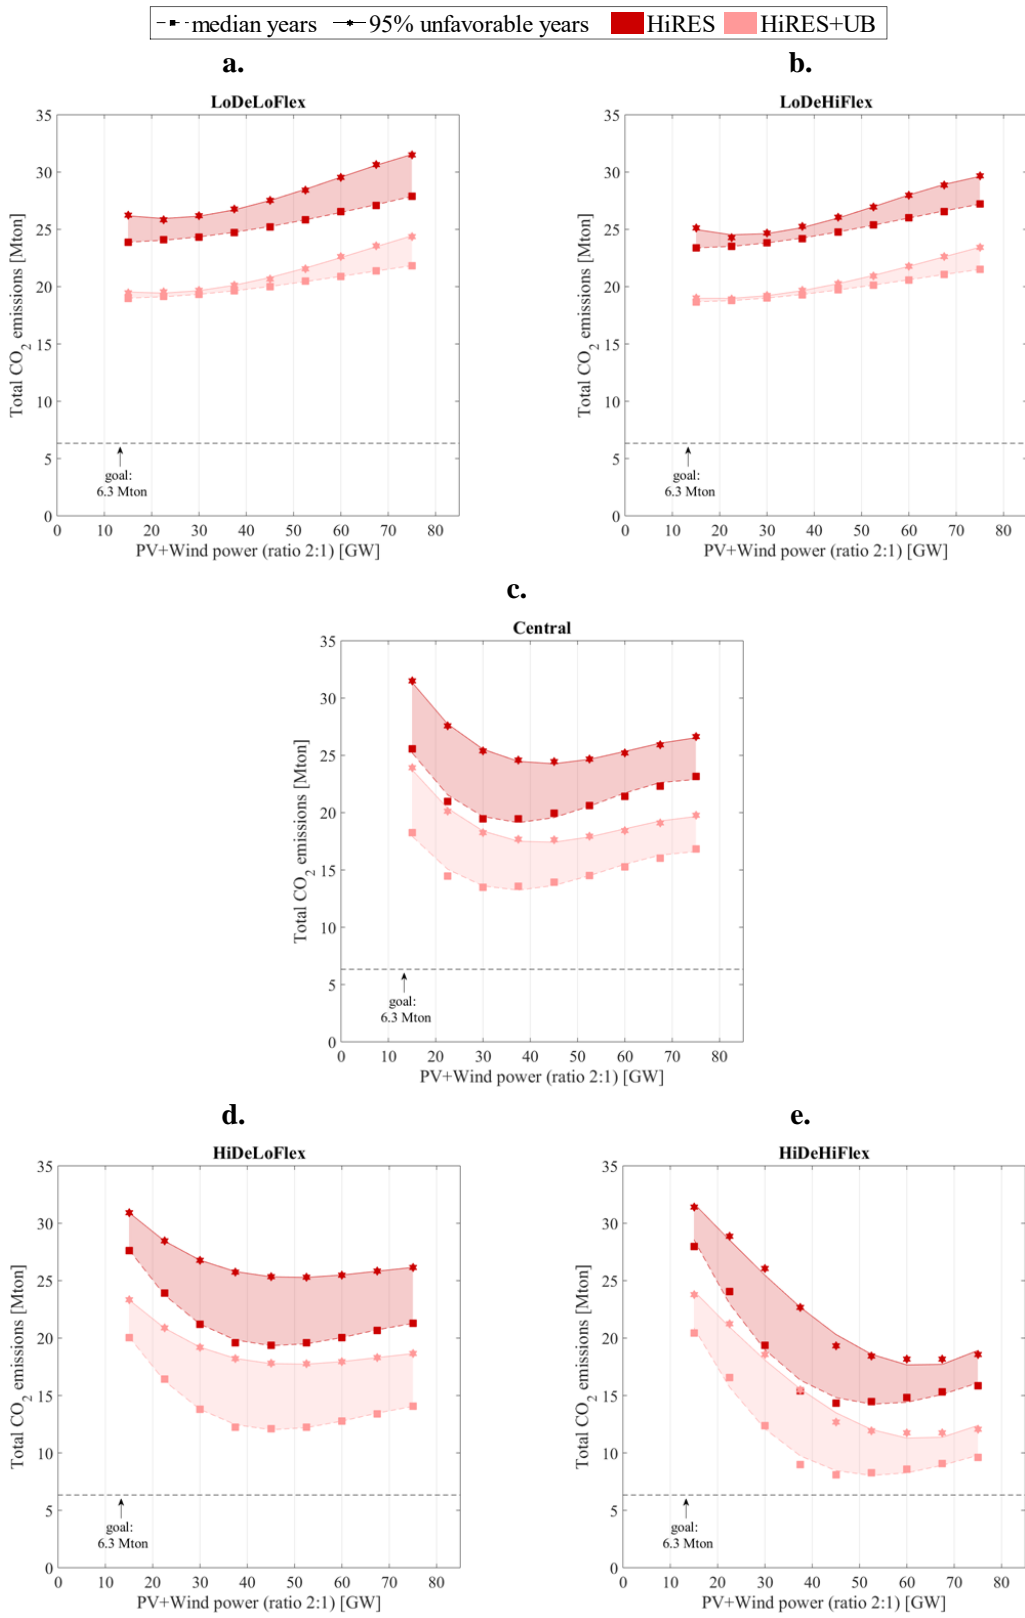 median years 95% unfavorable years HiRES HiRES+UB
a.
LoDeLoFlex
35
30
25
20
15
10
5
0
Total CO2 emissions [Mton]
goal:
6.3 Mton
0 10 20 30 40 50 60 70 80
PV+Wind power (ratio 2:1) [GW]
b.
LoDeHiFlex
35
30
25
20
15
10
5
0
Total CO2 emissions [Mton]
goal:
6.3 Mton
0 10 20 30 40 50 60 70 80
PV+Wind power (ratio 2:1) [GW]
c.
Central
35
30
25
20
15
10
5
0
Total CO2 emissions [Mton]
goal:
6.3 Mton
0 10 20 30 40 50 60 70 80
PV+Wind power (ratio 2:1) [GW]
d.
HiDeLoFlex
35
30
25
20
15
10
5
0
Total CO2 emissions [Mton]
goal:
6.3 Mton
0 10 20 30 40 50 60 70 80
PV+Wind power (ratio 2:1) [GW]
e.
HiDeHiFlex
35
30
25
20
15
10
5
0
Total CO2 emissions [Mton]
goal:
6.3 Mton
0 10 20 30 40 50 60 70 80
PV+Wind power (ratio 2:1) [GW]